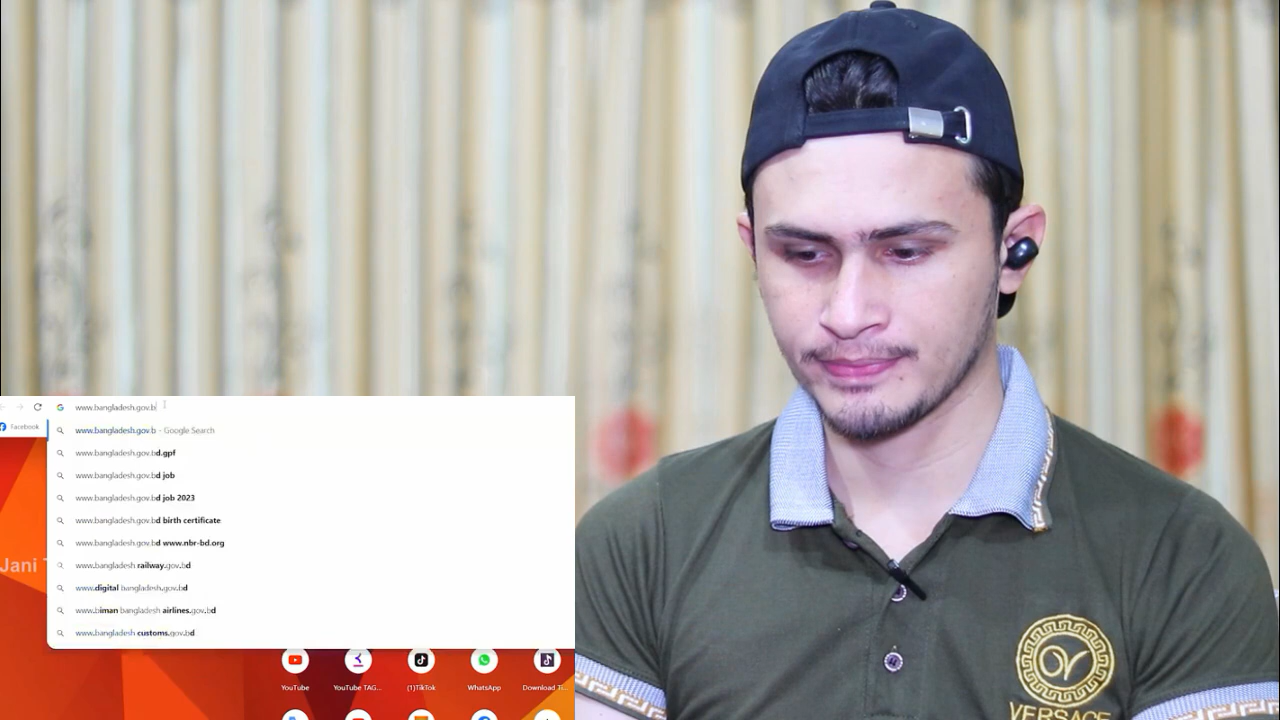 www.bangladesh.gov.b
Facebook
www.bangladesh.gov.b - Google Search
www.bangladesh.gov.bd.gpf
www.bangladesh.gov.bd job
www.bangladesh.gov.bd job 2023
www.bangladesh.gov.bd birth certificate
www.bangladesh.gov.bd www.nbr-bd.org
www.bangladesh railway.gov.bd
Jani
www.digital bangladesh.gov.bd
www.biman bangladesh airlines.gov.bd
www.bangladesh customs.gov.bd
YouTube YouTube TAG... (1)TikTok WhatsApp Download Ti...
VERSACE